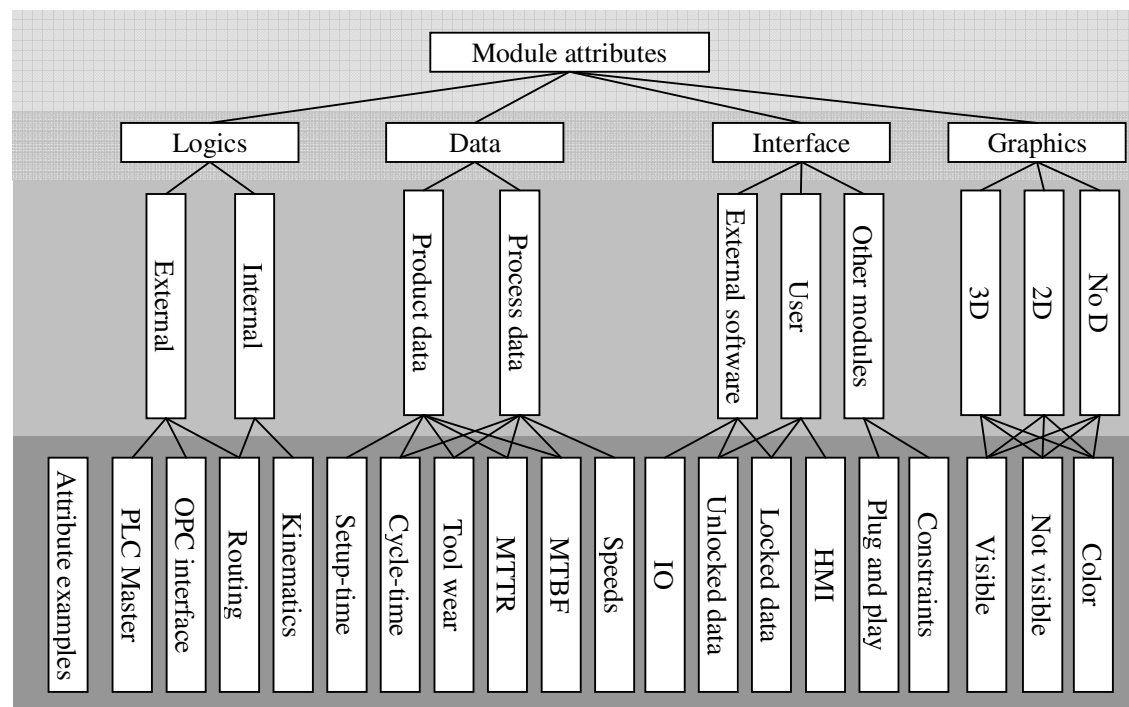 Module attributes
Logics
Data
Interface
Graphics
External
Internal
Product data
Process data
External software
User
Other modules
3D
2D
No D
Attribute examples
PLC Master
OPC interface
Routing
Kinematics
Setup-time
Cycle-time
Tool wear
MTTR
MTBF
Speeds
IO
Unlocked data
Locked data
HMI
Plug and play
Constraints
Visible
Not visible
Color